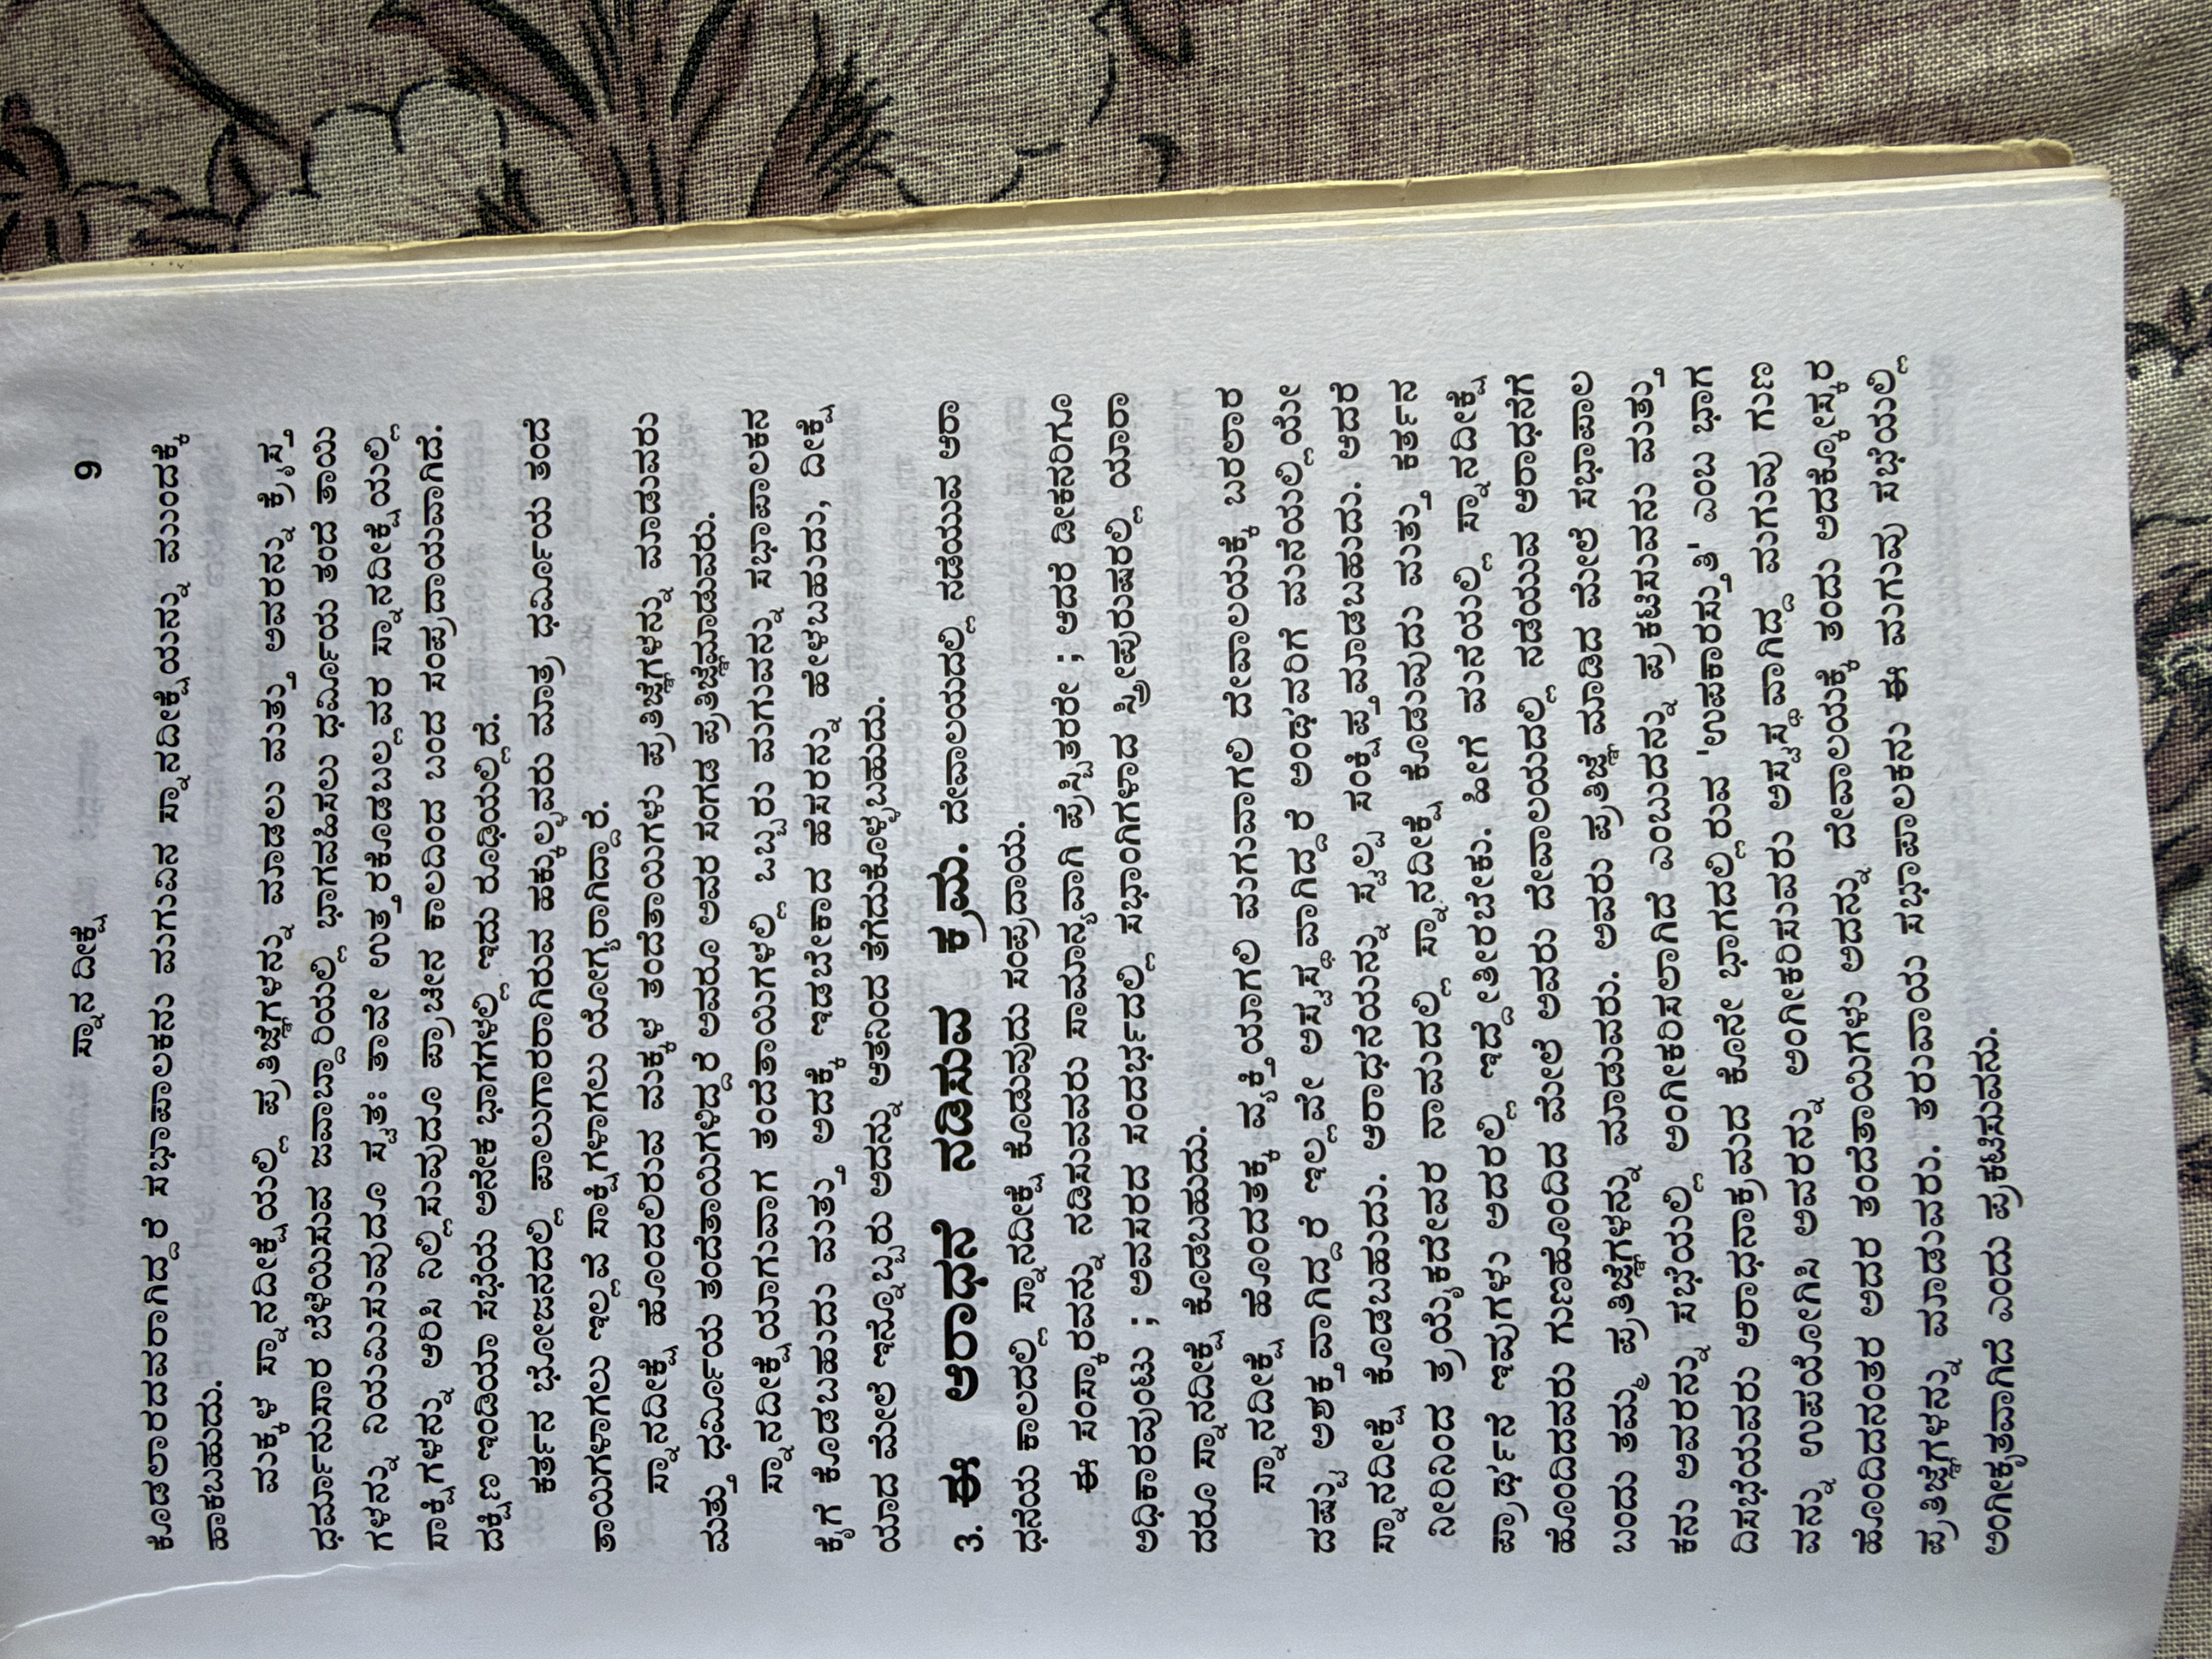 ಸ್ನಾನ ದೀಕ್ಷೆ 9
ಕೊಡಲಾರದವರಾಗಿದ್ದರೆ ಸಭಾಪಾಲಕನು ಮಗುವಿನ ಸ್ನಾನದೀಕ್ಷೆಯನ್ನು ಮುಂದಕ್ಕೆ
ಹಾಕಬಹುದು.
ಮಕ್ಕಳ ಸ್ನಾನದೀಕ್ಷೆಯಲ್ಲಿ ಪ್ರತಿಜ್ಞೆಗಳನ್ನು ಮಾಡಲು ಮತ್ತು ಅವರನ್ನು ಕ್ರೈಸ್ತ
ಧರ್ಮಾನುಸಾರ ಬೆಳೆಯಿಸುವ ಜವಾಬ್ದಾರಿಯಲ್ಲಿ ಭಾಗವಹಿಸಲು ಧರ್ಮೀಯ ತಂದೆ ತಾಯಿ
ಗಳನ್ನು ನಿಯಮಿಸುವುದೂ ಸ್ವತಃ ತಾವೇ ಉತ್ತರಕೊಡಬಲ್ಲವರ ಸ್ನಾನದೀಕ್ಷೆಯಲ್ಲಿ
ಸಾಕ್ಷಿಗಳನ್ನು ಆರಿಸಿ ನಿಲ್ಲಿಸುವುದೂ ಪ್ರಾಚೀನ ಕಾಲದಿಂದ ಬಂದ ಸಂಪ್ರದಾಯವಾಗಿದೆ.
ದಕ್ಷಿಣ ಇಂಡಿಯಾ ಸಭೆಯ ಅನೇಕ ಭಾಗಗಳಲ್ಲಿ ಇದು ರೂಢಿಯಲ್ಲಿದೆ.
ಕರ್ತನ ಭೋಜನದಲ್ಲಿ ಪಾಲುಗಾರರಾಗಿರುವ ಹಕ್ಕುಲ್ಳವರು ಮಾತ್ರ ಧರ್ಮೀಯ ತಂದೆ
ತಾಯಿಗಳಾಗಲು ಇಲ್ಲವೆ ಸಾಕ್ಷಿಗಳಾಗಲು ಯೋಗ್ಯರಾಗಿದ್ದಾರೆ.
ಸ್ನಾನದೀಕ್ಷೆ ಹೊಂದಲಿರುವ ಮಕ್ಕಳ ತಂದೆತಾಯಿಗಳು ಪ್ರತಿಜ್ಞೆಗಳನ್ನು ಮಾಡುವರು
ಮತ್ತು ಧರ್ಮೀಯ ತಂದೆತಾಯಿಗಳಿದ್ದರೆ ಅವರೂ ಅವರ ಸಂಗಡ ಪ್ರತಿಜ್ಞೆಮಾಡುವರು.
ಸ್ನಾನದೀಕ್ಷೆಯಾಗುವಾಗ ತಂದೆತಾಯಿಗಳಲ್ಲಿ ಒಬ್ಬರು ಮಗುವನ್ನು ಸಭಾಪಾಲಕನ
ಕೈಗೆ ಕೊಡಬಹುದು ಮತ್ತು ಅದಕ್ಕೆ ಇಡಬೇಕಾದ ಹೆಸರನ್ನು ಹೇಳಬಹುದು, ದೀಕ್ಷೆ
ಯಾದ ಮೇಲೆ ಇನ್ನೊಬ್ಬರು ಅದನ್ನು ಆತನಿಂದ ತೆಗೆದುಕೊಳ್ಳಬಹುದು.
3. ಈ ಆರಾಧನೆ ನಡಿಸುವ ಕ್ರಮ. ದೇವಾಲಯದಲ್ಲಿ ನಡೆಯುವ ಆರಾ
ಧನೆಯ ಕಾಲದಲ್ಲಿ ಸ್ನಾನದೀಕ್ಷೆ ಕೊಡುವುದು ಸಂಪ್ರದಾಯ.
ಈ ಸಂಸ್ಕಾರವನ್ನು ನಡಿಸುವವರು ಸಾಮಾನ್ಯವಾಗಿ ಪ್ರೆಸ್ಬಿತರರೇ ; ಆದರೆ ಡೀಕನರಿಗೂ
ಅಧಿಕಾರವುಂಟು ; ಅವಸರದ ಸಂದರ್ಭದಲ್ಲಿ ಸಭಾಂಗಿಗಳಾದ ಸ್ತ್ರೀಪುರುಷರಲ್ಲಿ ಯಾರಾ
ದರೂ ಸ್ನಾನದೀಕ್ಷೆ ಕೊಡಬಹುದು.
ಸ್ನಾನದೀಕ್ಷೆ ಹೊಂದತಕ್ಕ ವ್ಯಕ್ತಿಯಾಗಲಿ ಮಗುವಾಗಲಿ ದೇವಾಲಯಕ್ಕೆ ಬರಲಾರ
ದಷ್ಟು ಅಶಕ್ತವಾಗಿದ್ದರೆ ಇಲ್ಲವೇ ಅಸ್ವಸ್ಥವಾಗಿದ್ದರೆ ಅಂಥವರಿಗೆ ಮನೆಯಲ್ಲಿಯೇ
ಸ್ನಾನದೀಕ್ಷೆ ಕೊಡಬಹುದು. ಆರಾಧನೆಯನ್ನು ಸ್ವಲ್ಪ ಸಂಕ್ಷಿಪ್ತಮಾಡಬಹುದು. ಆದರೆ
ನೀರಿನಿಂದ ತ್ರಯೈಕದೇವರ ನಾಮದಲ್ಲಿ ಸ್ನಾನದೀಕ್ಷೆ ಕೊಡುವುದು ಮತ್ತು ಕರ್ತನ
ಪ್ರಾರ್ಥನೆ ಇವುಗಳು ಅದರಲ್ಲಿ ಇದ್ದೇತೀರಬೇಕು. ಹೀಗೆ ಮನೆಯಲ್ಲಿ ಸ್ನಾನದೀಕ್ಷೆ
ಹೊಂದಿದವರು ಗುಣಹೊಂದಿದ ಮೇಲೆ ಅವರು ದೇವಾಲಯದಲ್ಲಿ ನಡೆಯುವ ಆರಾಧನೆಗೆ
ಬಂದು ತಮ್ಮ ಪ್ರತಿಜ್ಞೆಗಳನ್ನು ಮಾಡುವರು. ಅವರು ಪ್ರತಿಜ್ಞೆ ಮಾಡಿದ ಮೇಲೆ ಸಭಾಪಾಲ
ಕನು ಅವರನ್ನು ಸಭೆಯಲ್ಲಿ ಅಂಗೀಕರಿಸಲಾಗಿದೆ ಎಂಬುದನ್ನು ಪ್ರಕಟಿಸುವನು ಮತ್ತು
ದಿಸಭೆಯವರು ಆರಾಧನಾಕ್ರಮದ ಕೊನೇ ಭಾಗದಲ್ಲಿರುವ 'ಉಪಕಾರಸ್ತುತಿ' ಎಂಬ ಭಾಗ
ವನ್ನು ಉಪಯೋಗಿಸಿ ಅವರನ್ನು ಅಂಗೀಕರಿಸುವರು ಅಸ್ವಸ್ಥವಾಗಿದ್ದ ಮಗುವು ಗುಣ
ಹೊಂದಿದನಂತರ ಅದರ ತಂದೆತಾಯಿಗಳು ಅದನ್ನು ದೇವಾಲಯಕ್ಕೆ ತಂದು ಅದಕ್ಕೋಸ್ಕರ
ಪ್ರತಿಜ್ಞೆಗಳನ್ನು ಮಾಡುವರು. ತರುವಾಯ ಸಭಾಪಾಲಕನು ಈ ಮಗುವು ಸಭೆಯಲ್ಲಿ
ಅಂಗೀಕೃತವಾಗಿದೆ ಎಂದು ಪ್ರಕಟಿಸುವನು.